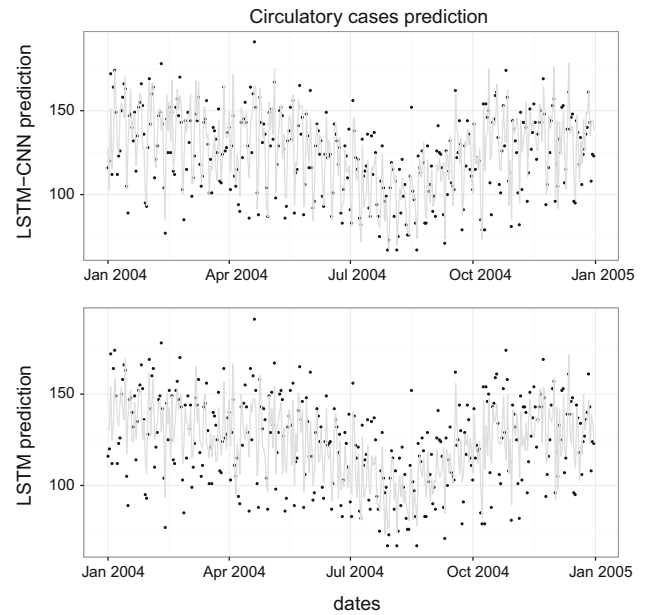 Circulatory cases prediction
LSTM−CNN prediction
150
100
Jan 2004 Apr 2004 Jul 2004 Oct 2004 Jan 2005
LSTM prediction
150
100
Jan 2004 Apr 2004 Jul 2004 Oct 2004 Jan 2005
dates